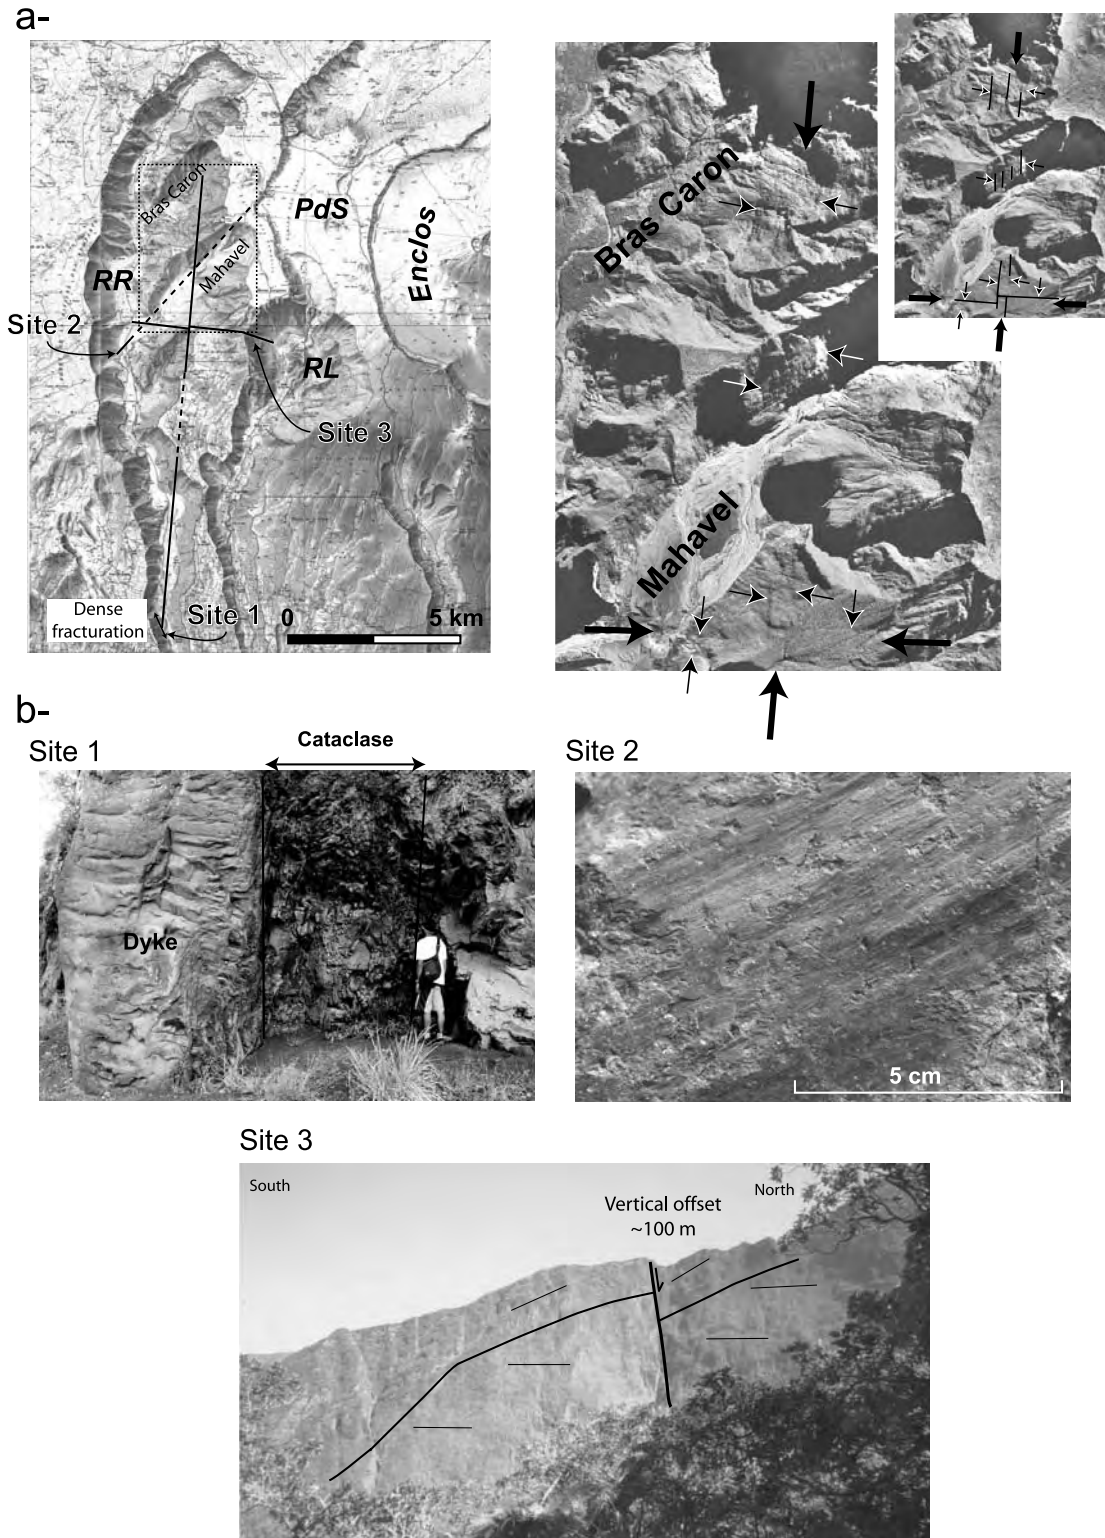 a-
Bras Caron
PdS
Enclos
Mahavel
RR
Site 2
RL
Site 3
Dense
fracturation
Site 1
0
5 km
Bras Caron
Mahavel
b-
Site 1
Cataclase
Dyke
Site 2
5 cm
Site 3
South
North
Vertical offset
~100 m